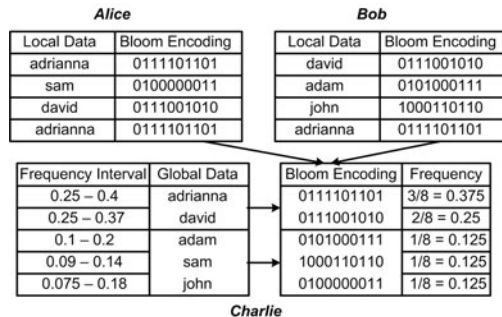 Alice
Local Data Bloom Encoding
adrianna 0111101101
sam 0100000011
david 0111001010
adrianna 0111101101
Bob
Local Data Bloom Encoding
david 0111001010
adam 0101000111
john 1000110110
adrianna 0111101101
Frequency Interval Global Data
0.25 – 0.4 adrianna
0.25 – 0.37 david
0.1 – 0.2 adam
0.09 – 0.14 sam
0.075 – 0.18 john
Bloom Encoding Frequency
0111101101 3/8 = 0.375
0111001010 2/8 = 0.25
0101000111 1/8 = 0.125
1000110110 1/8 = 0.125
0100000011 1/8 = 0.125
Charlie